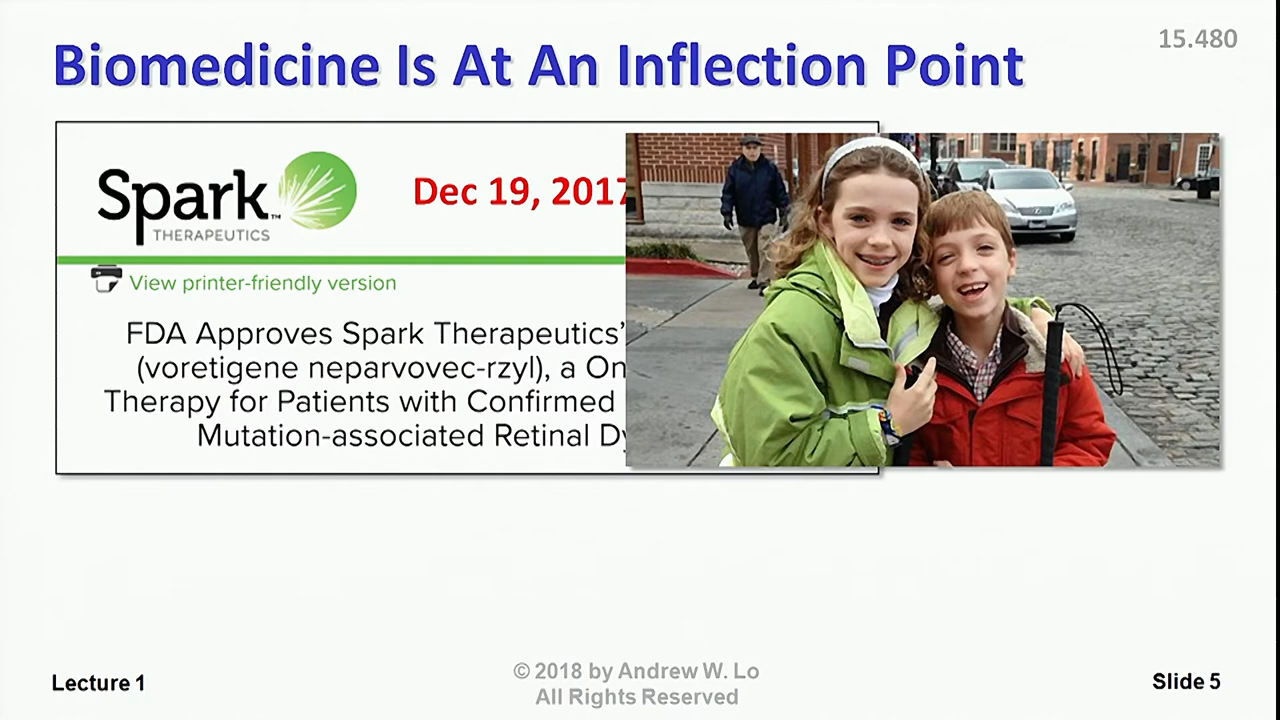 15.480
Biomedicine Is At An Inflection Point
Spark™
THERAPEUTICS
Dec 19, 2017
View printer-friendly version
FDA Approves Spark Therapeutics’
(voretigene neparvovec-rzyl), a On
Therapy for Patients with Confirmed
Mutation-associated Retinal Dy
Lecture 1
© 2018 by Andrew W. Lo
All Rights Reserved
Slide 5